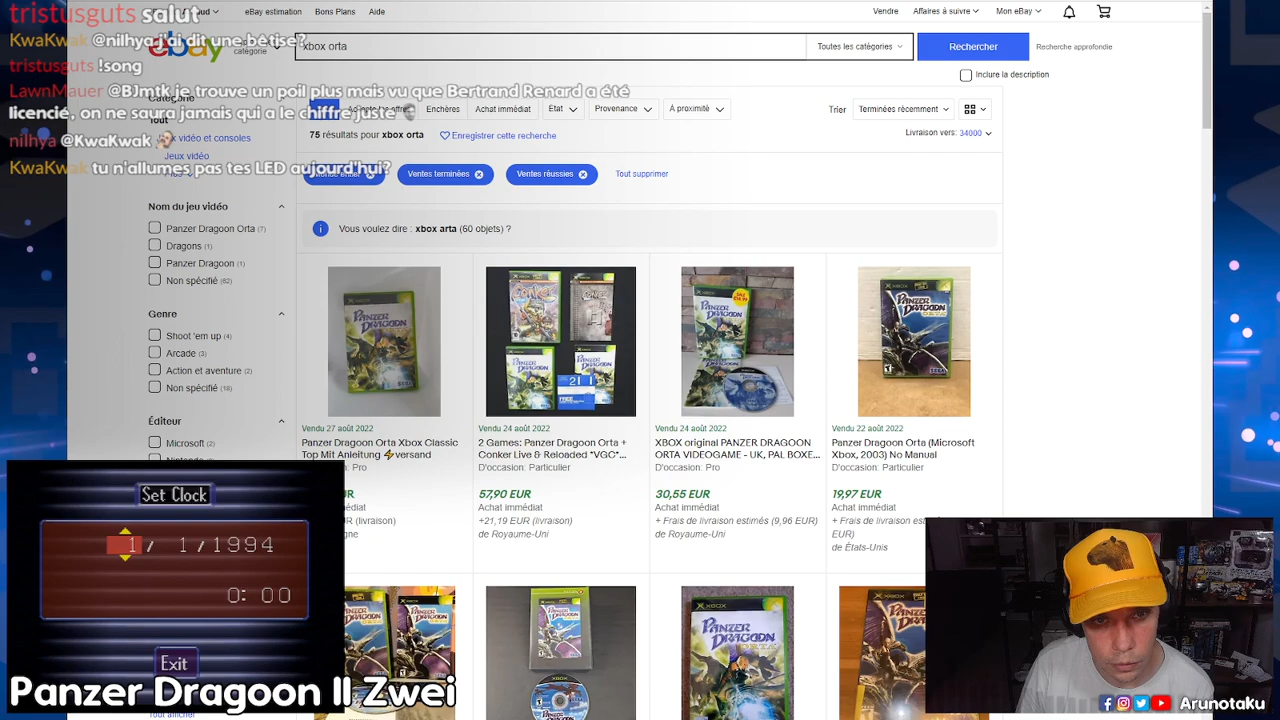 tristusguts salut
KwaKwak @nilhya j'ai dit une bêtise?
tristusguts !song
LawnMauer @BJmtk je trouve un poil plus mais vu que Bertrand Renard a été
licencié, on ne saura jamais qui a le chiffre juste
nilhya @KwaKwak
KwaKwak tu n'allumes pas tes LED aujourd'hui?
eBay estimation Bons Plans Aide
Vendre Affaires à suivre Mon eBay
ebay
catégorie
xbox orta
Toutes les catégories
Rechercher
Recherche approfondie
Inclure la description
Enchères Achat immédiat État Provenance À proximité
Trier Terminées récemment
75 résultats pour xbox orta
Enregistrer cette recherche
Livraison vers: 34000
Ventes terminées Ventes réussies Tout supprimer
Vous voulez dire : xbox arta (60 objets) ?
Catégorie
Tout
vidéo et consoles
Jeux vidéo
Nom du jeu vidéo
Panzer Dragoon Orta (7)
Dragons (1)
Panzer Dragoon (1)
Non spécifié (62)
Genre
Shoot 'em up (4)
Arcade (3)
Action et aventure (2)
Non spécifié (18)
Éditeur
Microsoft (2)
Vendu 27 août 2022
Panzer Dragoon Orta Xbox Classic
Top Mit Anleitung ⚡versand
Pro
(livraison)
Vendu 24 août 2022
2 Games: Panzer Dragoon Orta +
Conker Live & Reloaded *VGC*...
D'occasion: Particulier
57,90 EUR
Achat immédiat
+21,19 EUR (livraison)
de Royaume-Uni
Vendu 24 août 2022
XBOX original PANZER DRAGOON
ORTA VIDEOGAME - UK, PAL BOXE...
D'occasion: Pro
30,55 EUR
Achat immédiat
+ Frais de livraison estimés (9,96 EUR)
de Royaume-Uni
Vendu 22 août 2022
Panzer Dragoon Orta (Microsoft
Xbox, 2003) No Manual
D'occasion: Particulier
19,97 EUR
Achat immédiat
+ Frais de livraison
EUR)
de États-Unis
Set Clock
1/ 1/1994
0: 00
Exit
Panzer Dragoon II Zwei
Tout afficher
Arunotaku